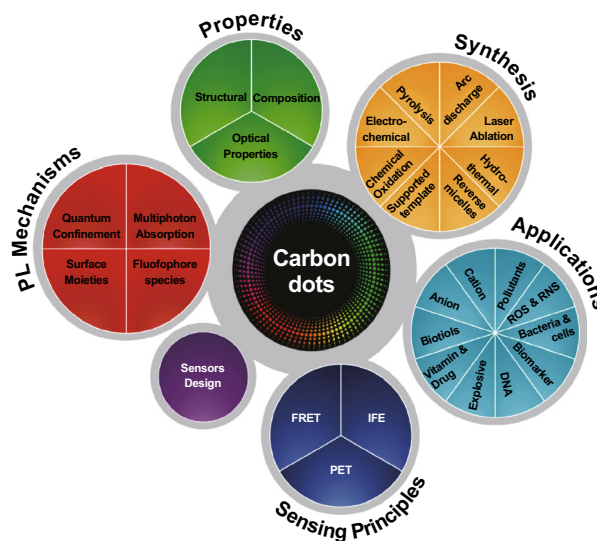 Properties
Structural
Composition
Optical
Properties
Synthesis
Pyrolysis
Arc
discharge
Electro-
chemical
Laser
Ablation
Chemical
Oxidation
Hydro-
thermal
Supported
template
Reverse
micelles
PL Mechanisms
Quantum
Confinement
Multiphoton
Absorption
Surface
Moieties
Fluofophore
species
Carbon
dots
Applications
Cation
Pollutants
Anion
ROS & RNS
Biotiols
Bacteria &
cells
Vitamin &
Drug
Biomarker
Explosive
DNA
Sensors
Design
FRET
IFE
PET
Sensing Principles